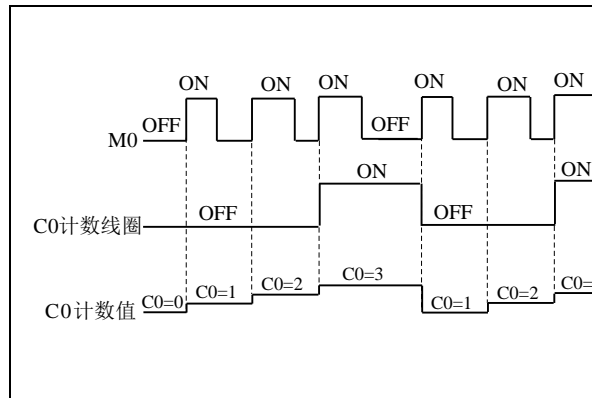 ON ON ON ON ON ON
OFF OFF
M0
ON ON
OFF OFF
C0计数线圈
C0=0 C0=1 C0=2 C0=3 C0=1 C0=2 C0=
C0计数值